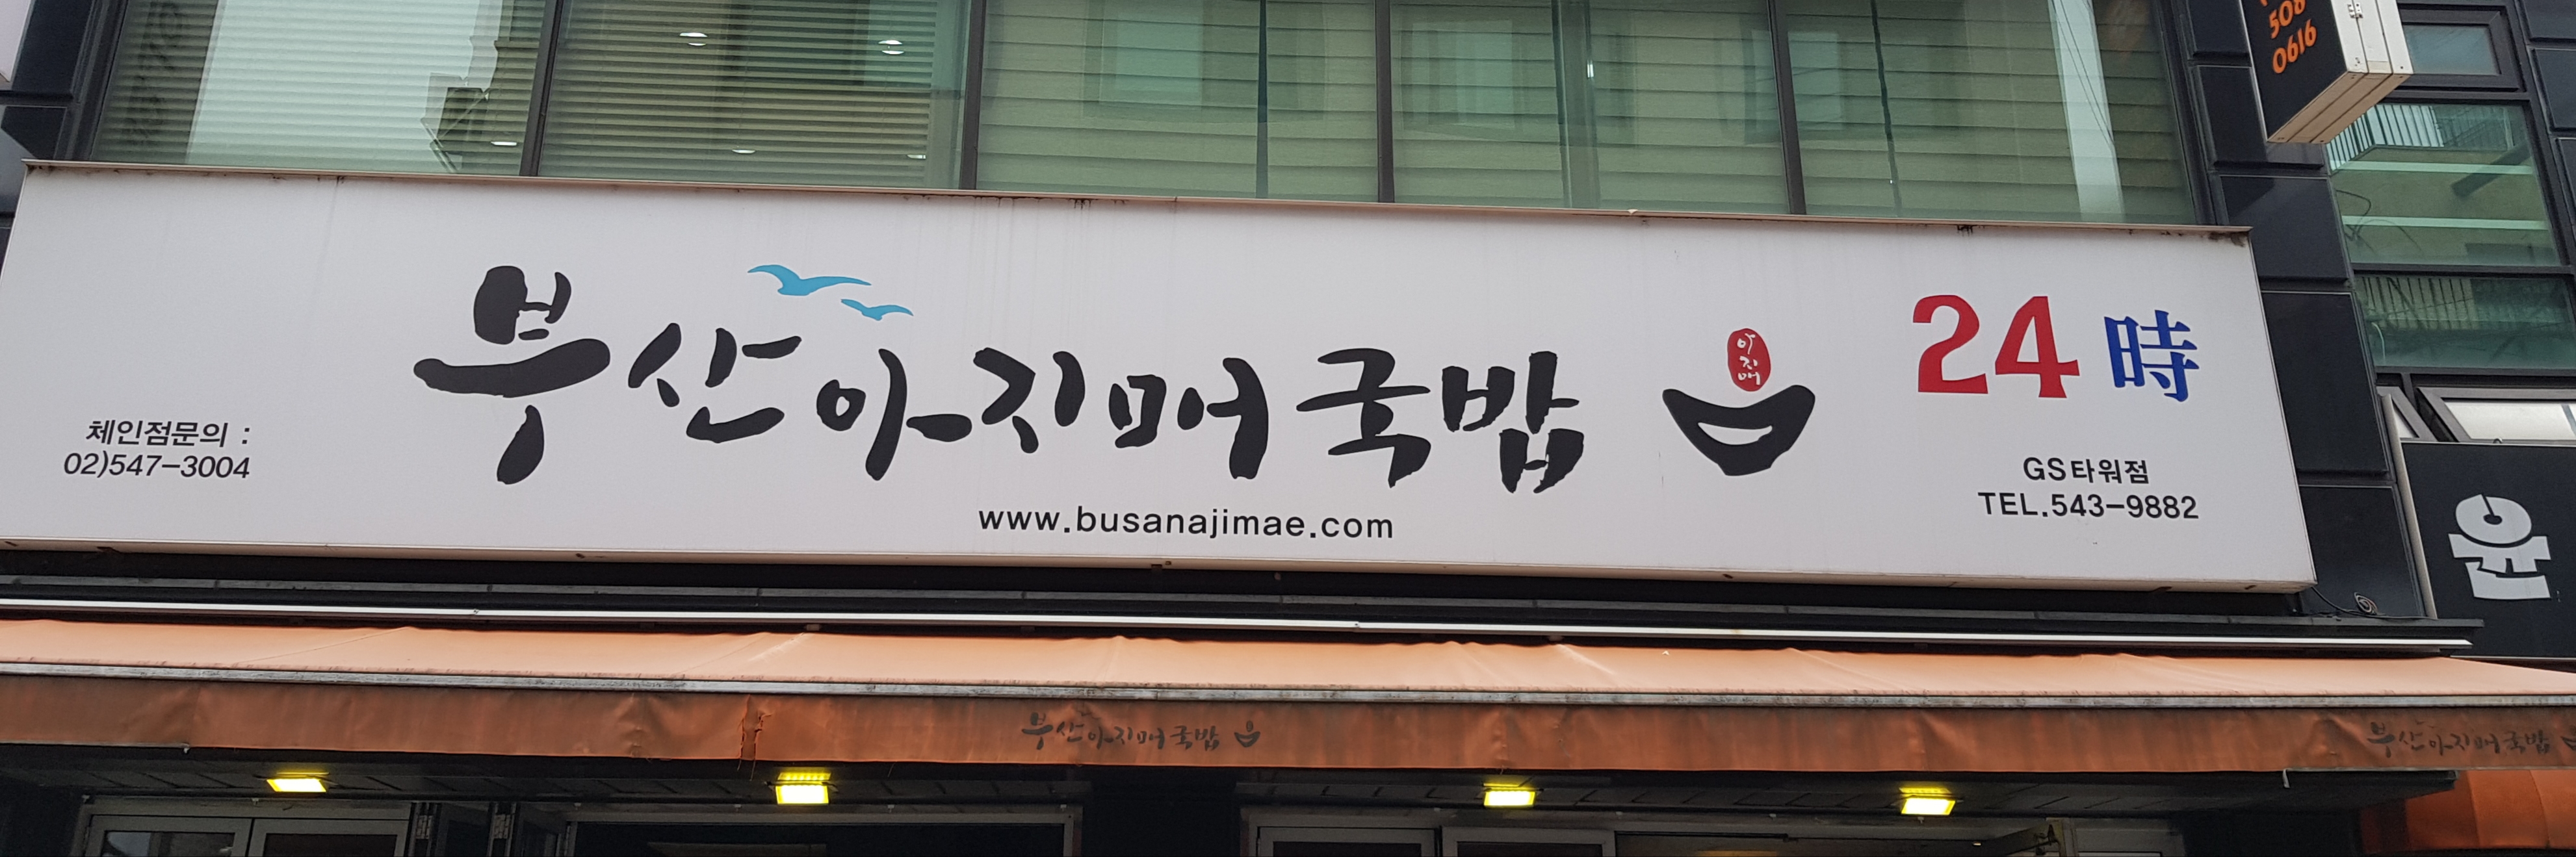 508
0616
부산아지매국밥
아
지
매
24時
체인점문의 :
02)547-3004
GS타워점
TEL.543-9882
www.busanajimae.com
윤
부산아지매국밥
부산아지매국밥